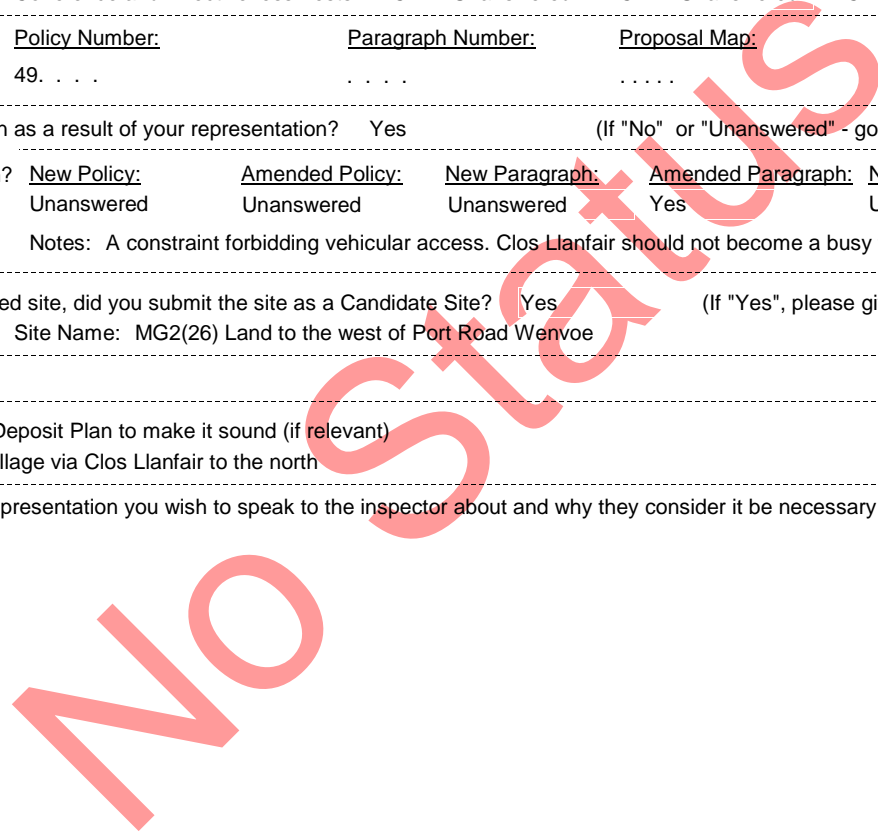 Policy Number: Paragraph Number: Proposal Map:
49. . . . . . . . . . . . .
as a result of your representation? Yes (If "No" or "Unanswered" - go
? New Policy: Amended Policy: New Paragraph: Amended Paragraph:
Unanswered Unanswered Unanswered Yes
Notes: A constraint forbidding vehicular access. Clos Llanfair should not become a busy
ed site, did you submit the site as a Candidate Site? Yes (If "Yes", please gi
Site Name: MG2(26) Land to the west of Port Road Wenvoe
Deposit Plan to make it sound (if relevant)
llage via Clos Llanfair to the north
presentation you wish to speak to the inspector about and why they consider it be necessary
No Status